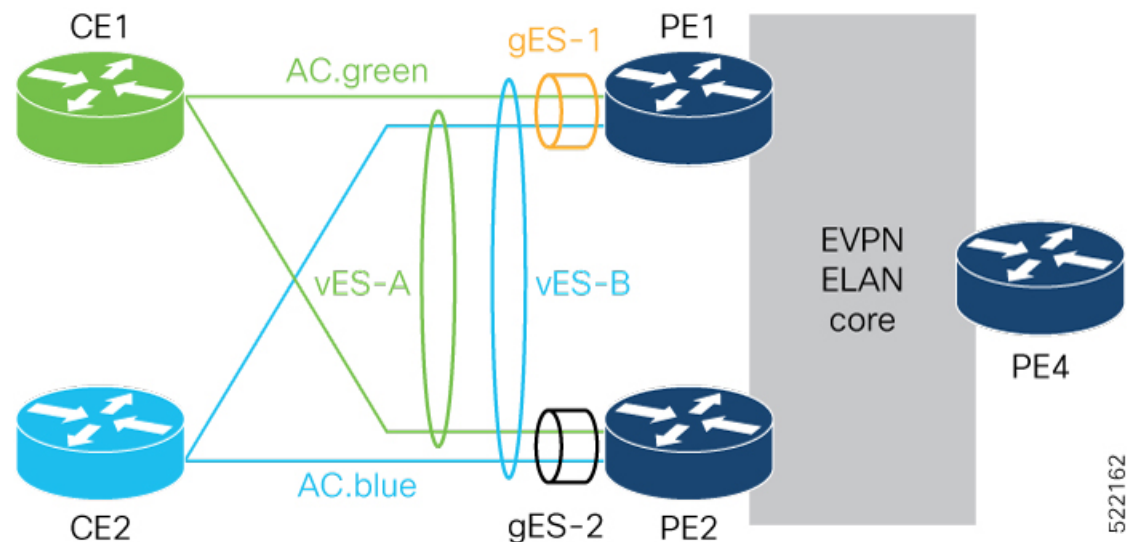 CE1
PE1
gES-1
AC.green
vES-A
vES-B
EVPN
ELAN
core
PE4
AC.blue
CE2
gES-2
PE2
522162